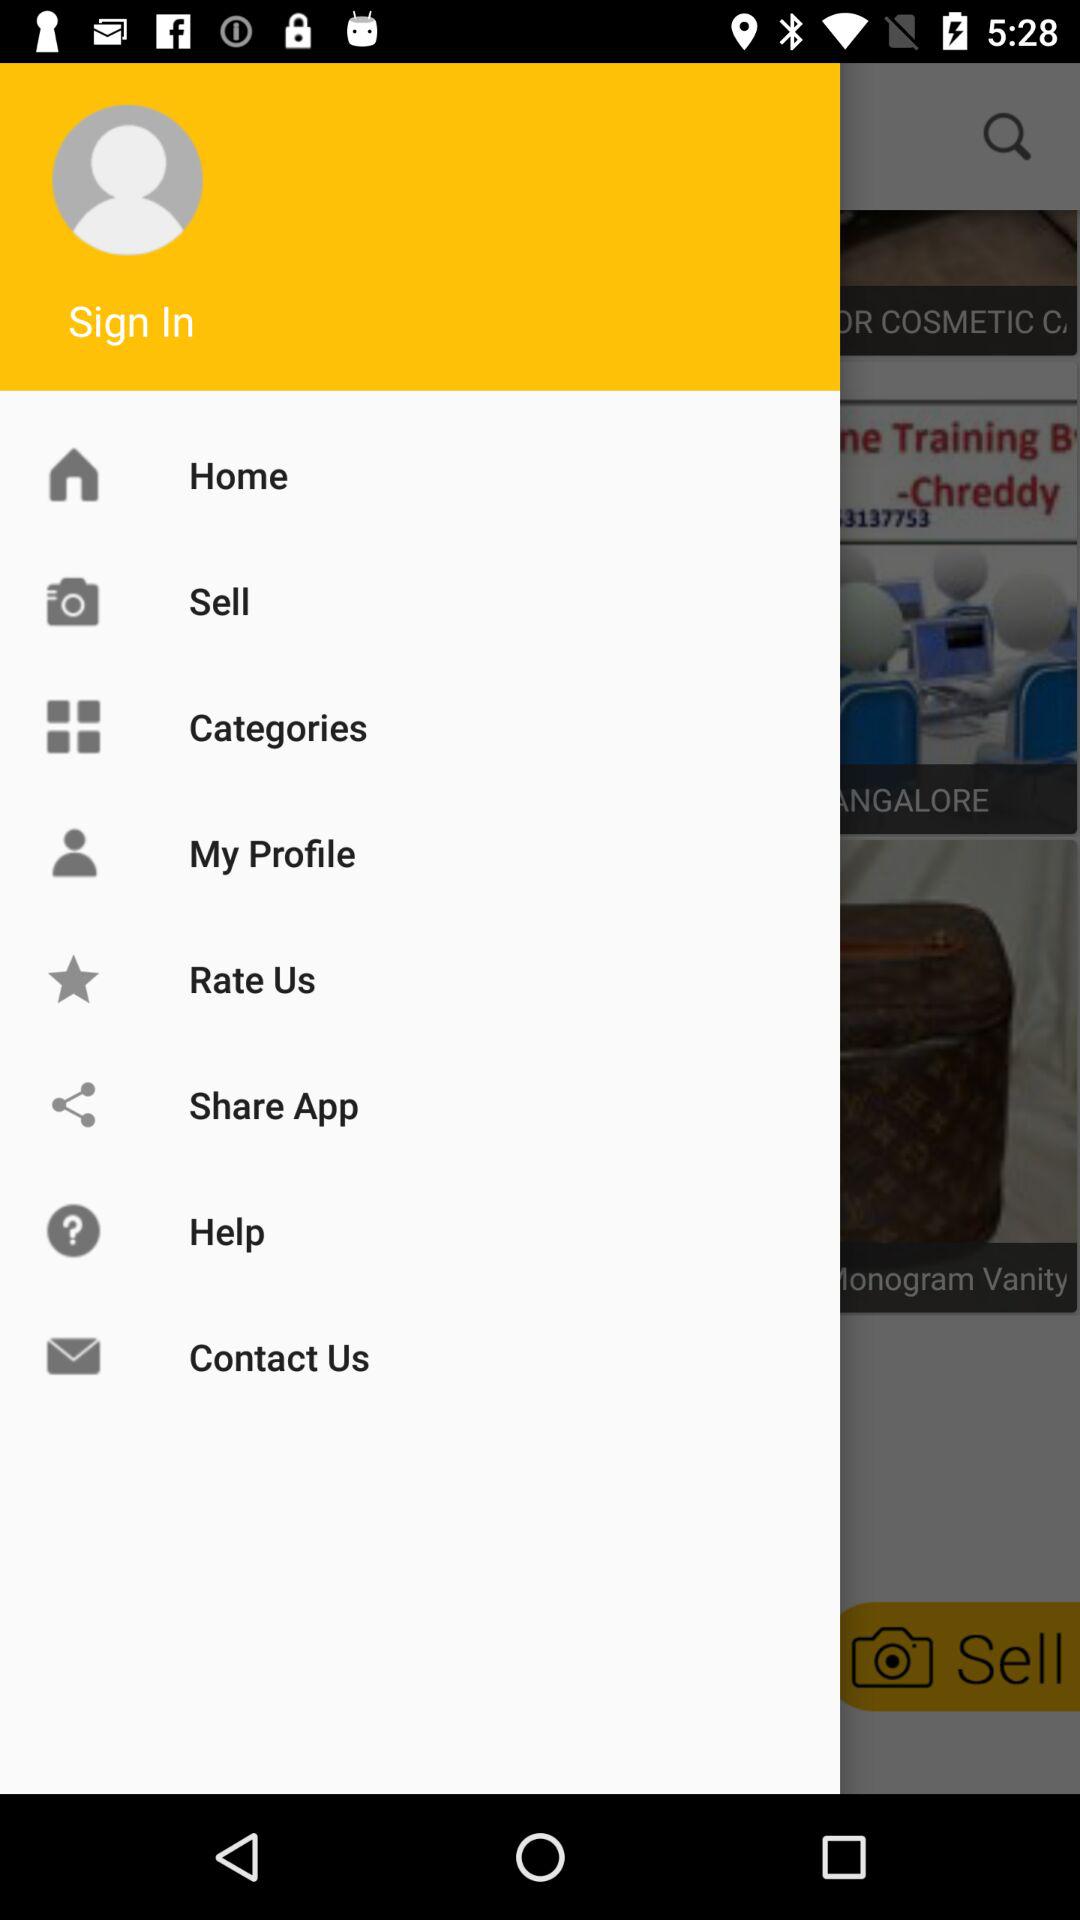 5:28
Sign In
OR COSMETIC
ne Training
-Chreddy
53137753
Home
Sell
Categories
ANGALORE
My Profile
Rate Us
Share App
Help
Monogram Vanity
Contact Us
Sell